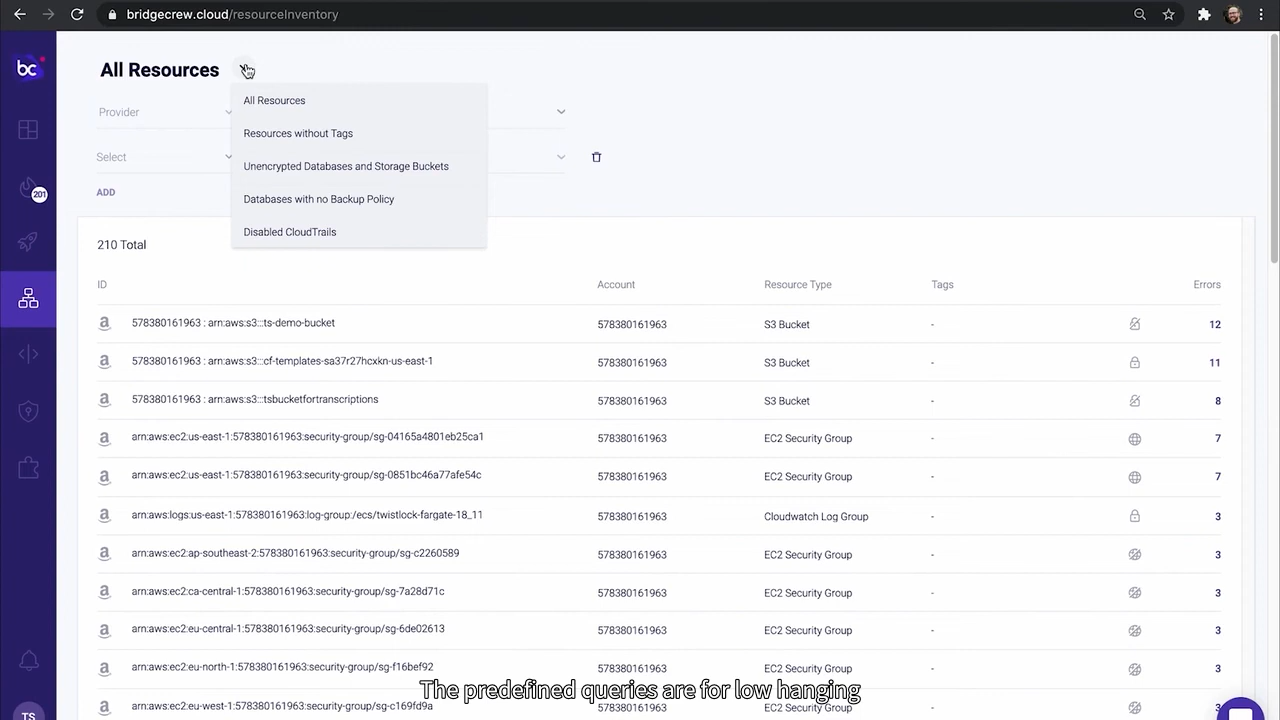 bridgecrew.cloud/resourceInventory
bc
All Resources
Provider
All Resources
Resources without Tags
Select
Unencrypted Databases and Storage Buckets
ADD
Databases with no Backup Policy
201
Disabled CloudTrails
210 Total
ID Account Resource Type Tags Errors
578380161963 : arn:aws:s3:::ts-demo-bucket 578380161963 S3 Bucket - 12
578380161963 : arn:aws:s3:::cf-templates-sa37r27hcxkn-us-east-1 578380161963 S3 Bucket - 11
578380161963 : arn:aws:s3:::tsbucketfortranscriptions 578380161963 S3 Bucket - 8
arn:aws:ec2:us-east-1:578380161963:security-group/sg-04165a4801eb25ca1 578380161963 EC2 Security Group - 7
arn:aws:ec2:us-east-1:578380161963:security-group/sg-0851bc46a77afe54c 578380161963 EC2 Security Group - 7
arn:aws:logs:us-east-1:578380161963:log-group:/ecs/twistlock-fargate-18_11 578380161963 Cloudwatch Log Group - 3
arn:aws:ec2:ap-southeast-2:578380161963:security-group/sg-c2260589 578380161963 EC2 Security Group - 3
arn:aws:ec2:ca-central-1:578380161963:security-group/sg-7a28d71c 578380161963 EC2 Security Group - 3
arn:aws:ec2:eu-central-1:578380161963:security-group/sg-6de02613 578380161963 EC2 Security Group - 3
arn:aws:ec2:eu-north-1:578380161963:security-group/sg-f16bef92 578380161963 EC2 Security Group - 3
The predefined queries are for low hanging
arn:aws:ec2:eu-west-1:578380161963:security-group/sg-c169fd9a 578380161963 EC2 Security Group - 3
TS